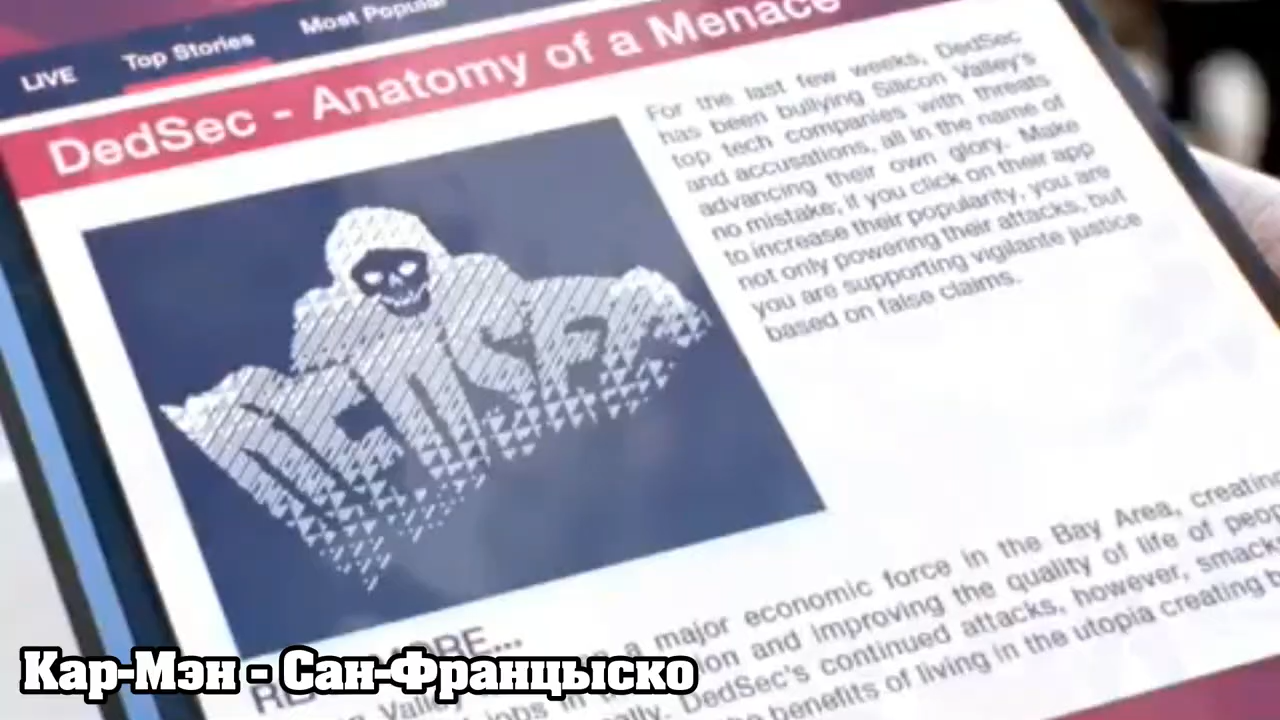 LIVE
Top Stories
Most Popular
DedSec - Anatomy of a Menace
For the last few weeks, DedSec
has been bullying Silicon Valley's
top tech companies with threats
and accusations, all in the name of
advancing their own glory. Make
no mistake; if you click on their app
to increase their popularity, you are
not only powering their attacks, but
you are supporting vigilante justice
based on false claims.
DEDSEC
a major economic force in the Bay Area, creating
and improving the quality of life of
DedSec's continued attacks, however,
benefits of living in the utopia creating
Кар-Мэн - Сан-Францыско